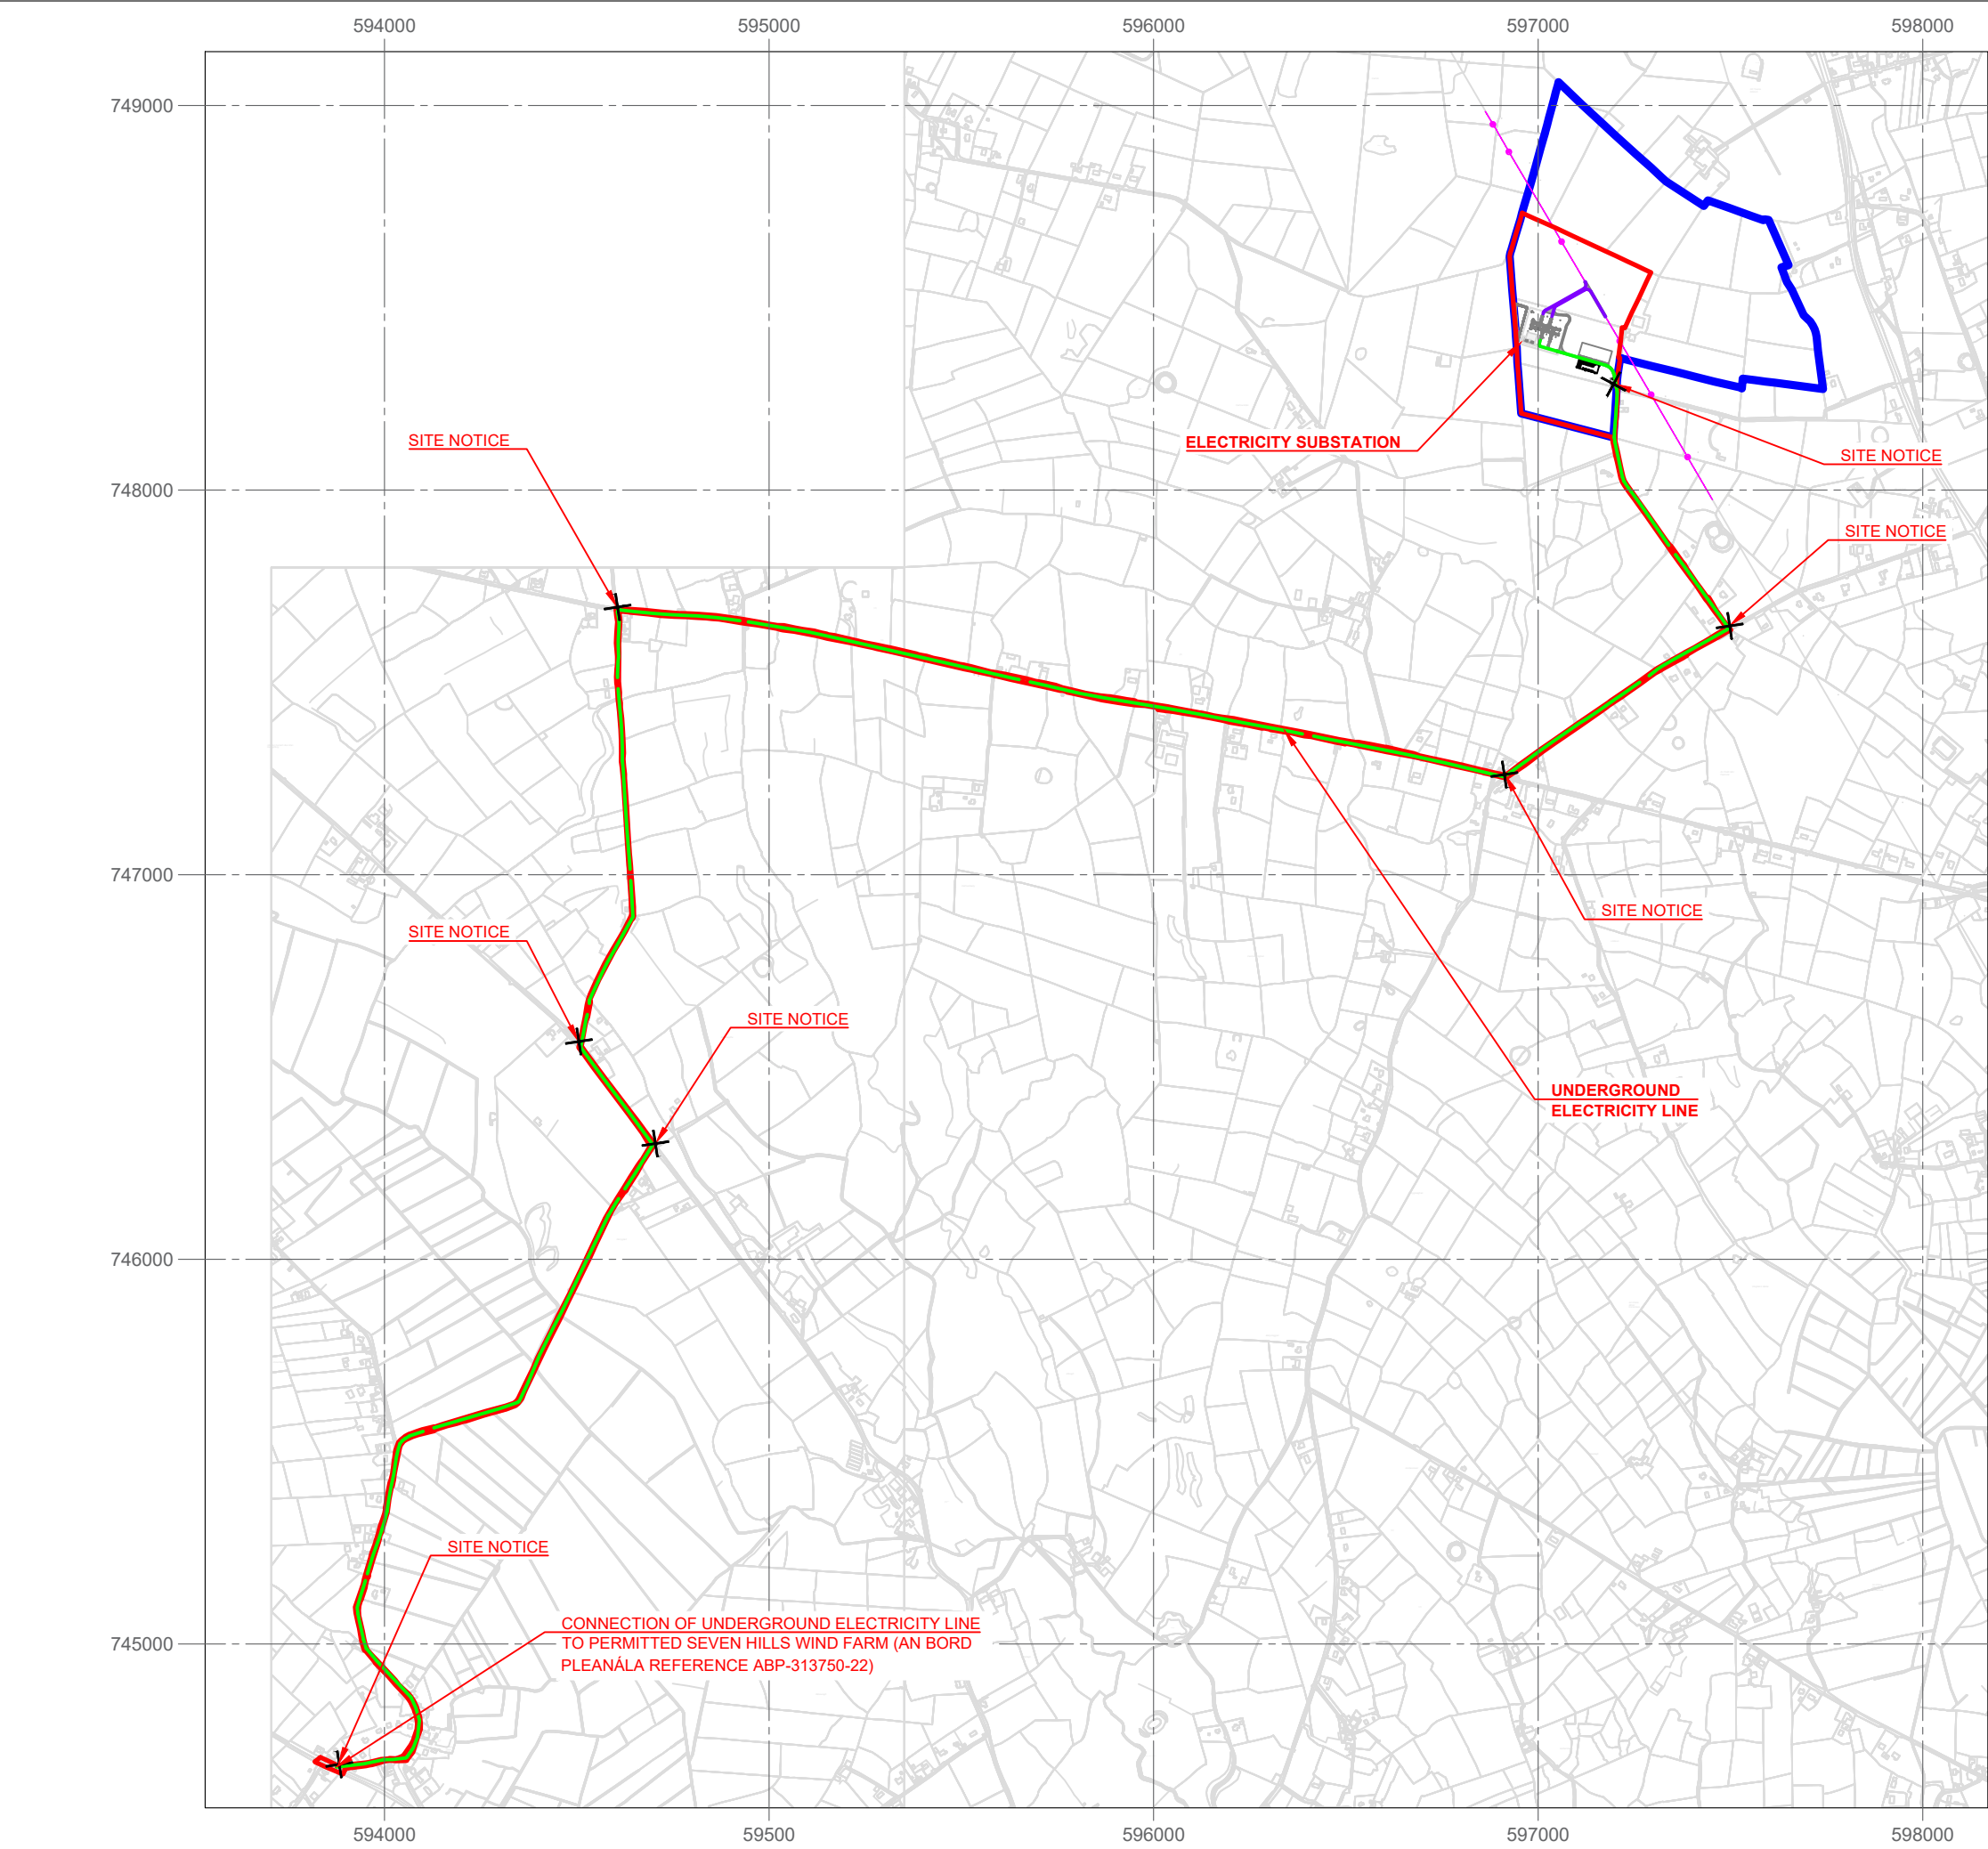 594000
595000
596000
597000
598000
749000
SITE NOTICE
ELECTRICITY SUBSTATION
SITE NOTICE
748000
SITE NOTICE
747000
SITE NOTICE
SITE NOTICE
SITE NOTICE
UNDERGROUND
ELECTRICITY LINE
746000
SITE NOTICE
CONNECTION OF UNDERGROUND ELECTRICITY LINE
TO PERMITTED SEVEN HILLS WIND FARM (AN BORD
PLEANÁLA REFERENCE ABP-313750-22)
745000
594000
59500
596000
597000
598000